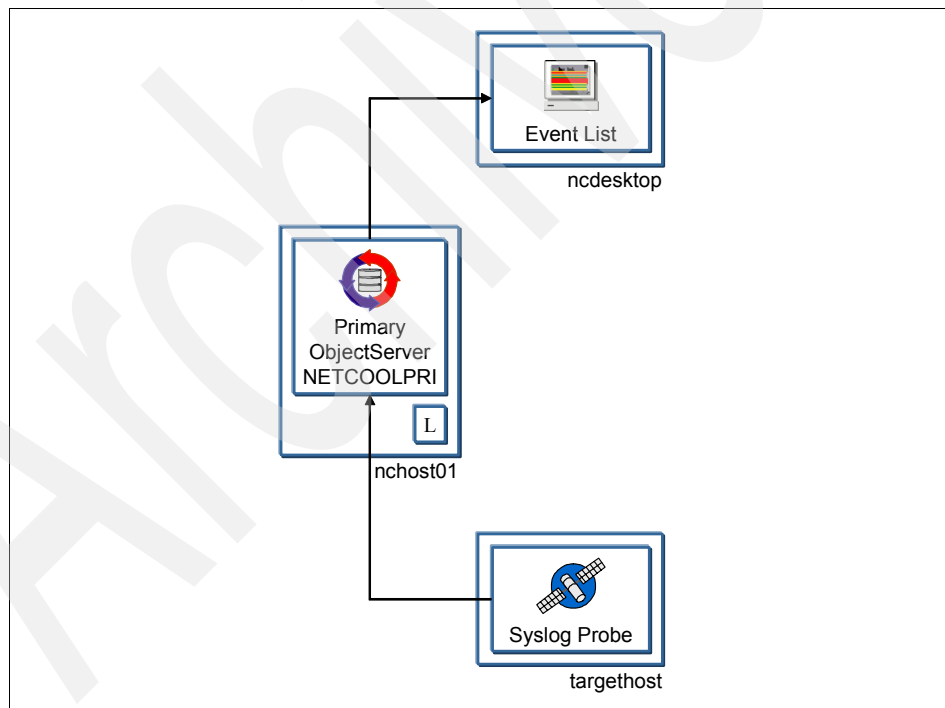 Event List
ncdesktop
Primary
ObjectServer
NETCOOLPRI
L
nchost01
Syslog Probe
targethost